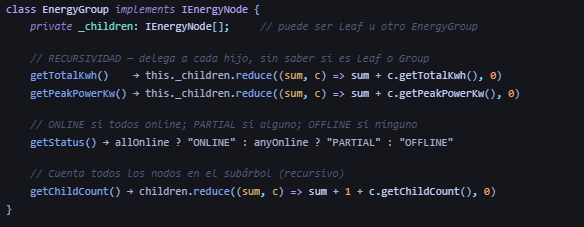 class EnergyGroup implements IEnergyNode {
private _children: IEnergyNode[];     // puede ser Leaf u otro EnergyGroup
// RECURSIVIDAD — delega a cada hijo, sin saber si es Leaf o Group
getTotalKwh()    → this._children.reduce((sum, c) => sum + c.getTotalKwh(), 0)
getPeakPowerKw() → this._children.reduce((sum, c) => sum + c.getPeakPowerKw(), 0)
// ONLINE si todos online; PARTIAL si alguno; OFFLINE si ninguno
getStatus() → allOnline ? "ONLINE" : anyOnline ? "PARTIAL" : "OFFLINE"
// Cuenta todos los nodos en el subárbol (recursivo)
getChildCount() → children.reduce((sum, c) => sum + 1 + c.getChildCount(), 0)
}